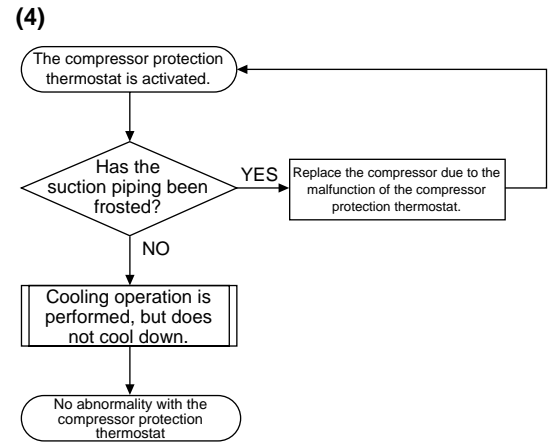 (4)
The compressor protection
thermostat is activated.
Has the
suction piping been
frosted?
YES
Replace the compressor due to the
malfunction of the compressor
protection thermostat.
NO
Cooling operation is
performed, but does
not cool down.
No abnormality with the
compressor protection
thermostat